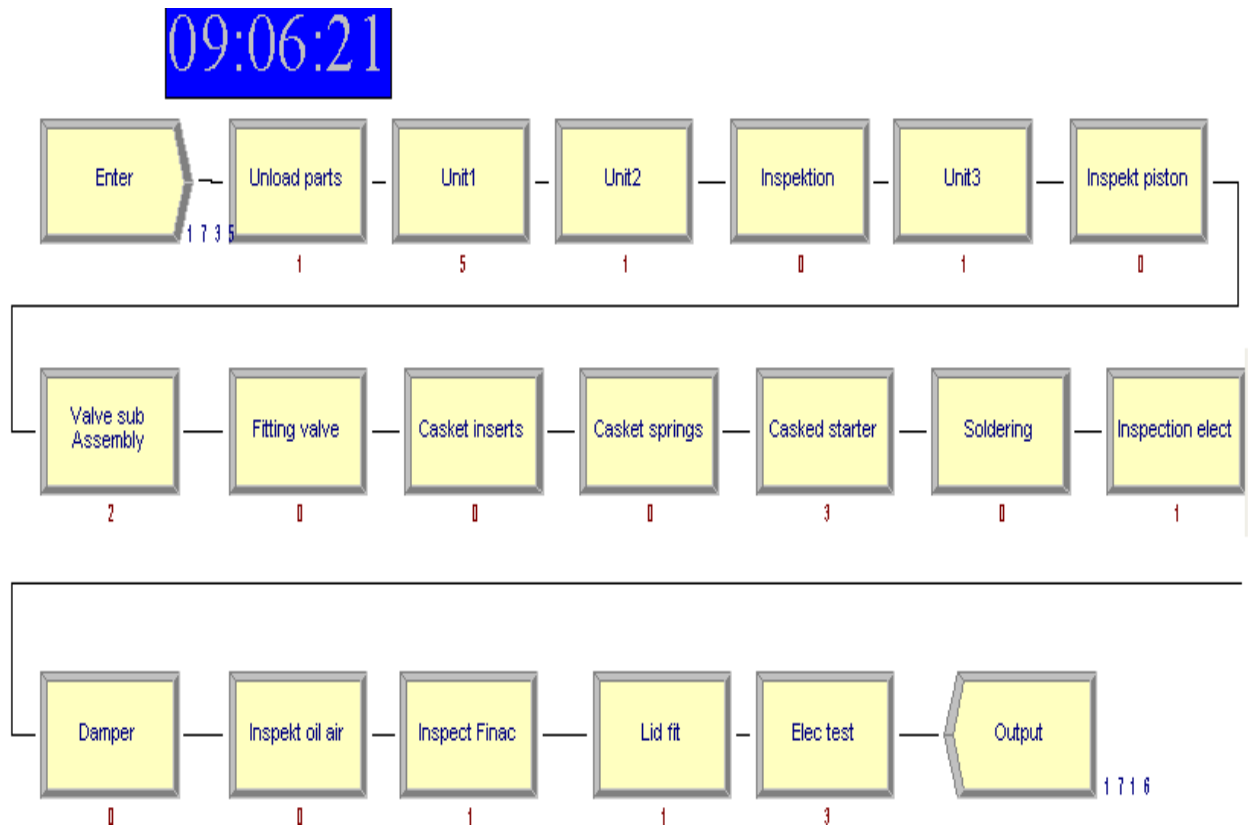 09:06:21
Enter
Unload parts
Unit1
Unit2
Inspektion
Unit3
Inspekt piston
1 7 3 5
1
5
1
0
1
0
Valve sub
Assembly
Fitting valve
Casket inserts
Casket springs
Casked starter
Soldering
Inspection elect
2
0
0
0
3
0
1
Damper
Inspekt oil air
Inspect Finac
Lid fit
Elec test
Output
1 7 1 6
0
0
1
1
3